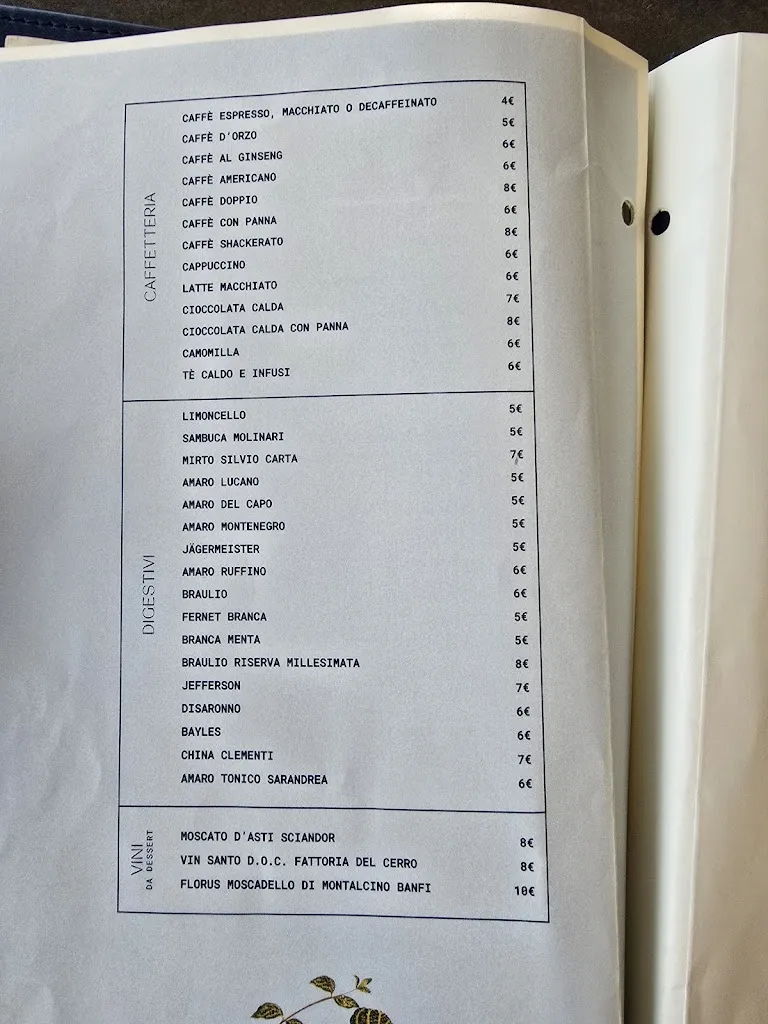 CAFFETTERIA
CAFFÈ ESPRESSO, MACCHIATO O DECAFFEINATO 4€
CAFFÈ D'ORZO 5€
CAFFÈ AL GINSENG 6€
CAFFÈ AMERICANO 6€
CAFFÈ DOPPIO 8€
CAFFÈ CON PANNA 6€
CAFFÈ SHACKERATO 8€
CAPPUCCINO 6€
LATTE MACCHIATO 6€
CIOCCOLATA CALDA 7€
CIOCCOLATA CALDA CON PANNA 8€
CAMOMILLA 6€
TÈ CALDO E INFUSI 6€
DIGESTIVI
LIMONCELLO 5€
SAMBUCA MOLINARI 5€
MIRTO SILVIO CARTA 7€
AMARO LUCANO 5€
AMARO DEL CAPO 5€
AMARO MONTENEGRO 5€
JÄGERMEISTER 5€
AMARO RUFFINO 6€
BRAULIO 6€
FERNET BRANCA 5€
BRANCA MENTA 5€
BRAULIO RISERVA MILLESIMATA 8€
JEFFERSON 7€
DISARONNO 6€
BAYLES 6€
CHINA CLEMENTI 7€
AMARO TONICO SARANDREA 6€
VINI
DA DESSERT
MOSCATO D'ASTI SCIANDOR 8€
VIN SANTO D.O.C. FATTORIA DEL CERRO 8€
FLORUS MOSCADELLO DI MONTALCINO BANFI 10€